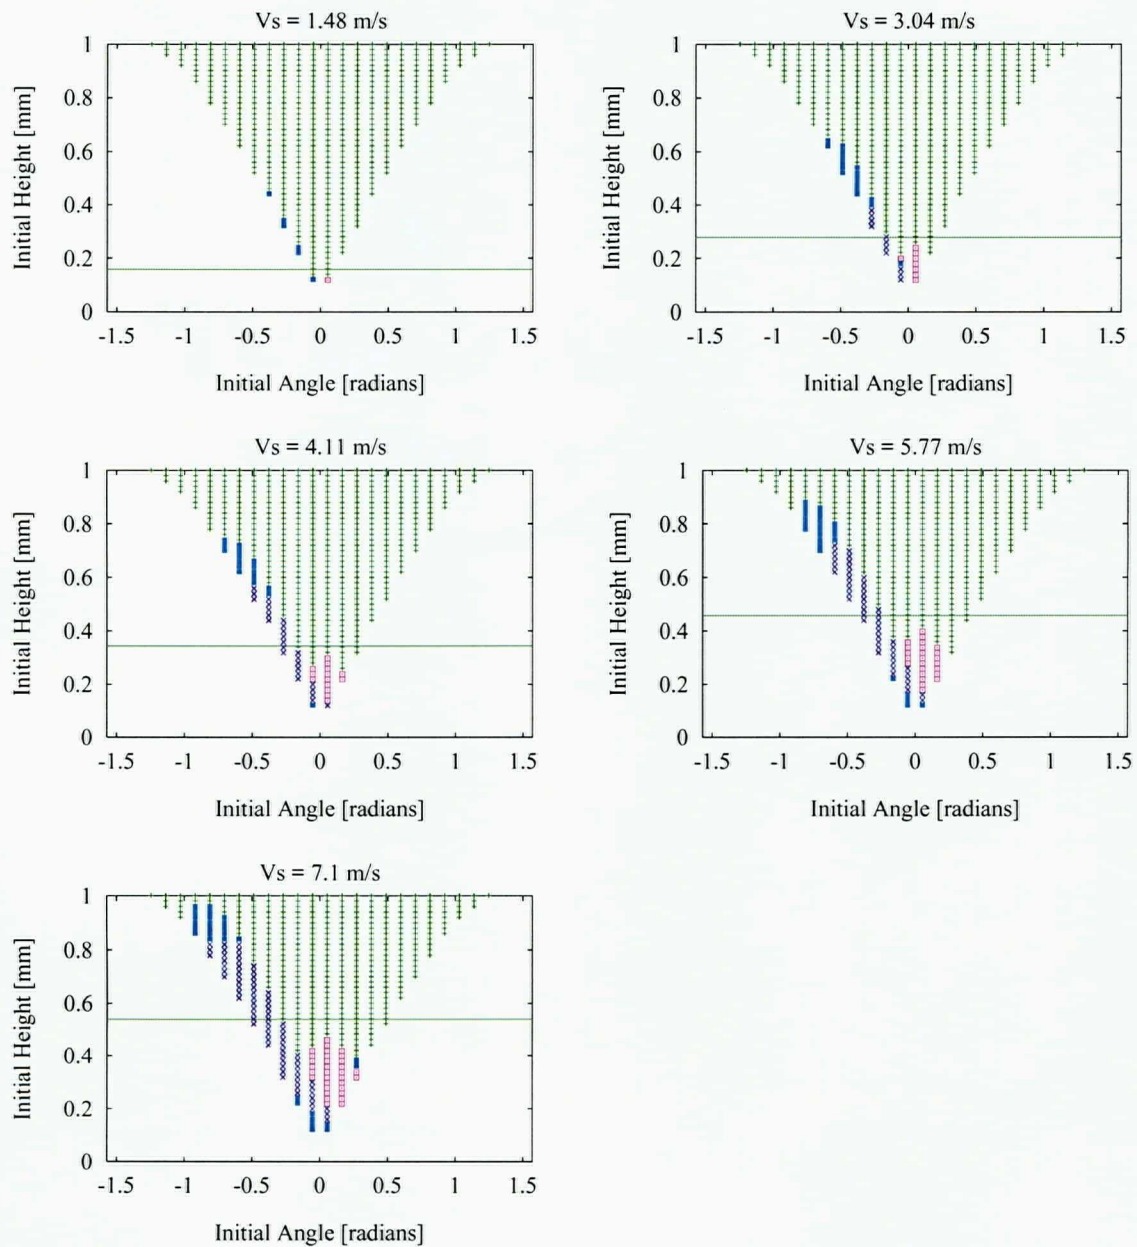 Vs = 1.48 m/s
Initial Height [mm]
1
0.8
0.6
0.4
0.2
0
-1.5 -1 -0.5 0 0.5 1 1.5
Initial Angle [radians]
Vs = 3.04 m/s
Initial Height [mm]
1
0.8
0.6
0.4
0.2
0
-1.5 -1 -0.5 0 0.5 1 1.5
Initial Angle [radians]
Vs = 4.11 m/s
Initial Height [mm]
1
0.8
0.6
0.4
0.2
0
-1.5 -1 -0.5 0 0.5 1 1.5
Initial Angle [radians]
Vs = 5.77 m/s
Initial Height [mm]
1
0.8
0.6
0.4
0.2
0
-1.5 -1 -0.5 0 0.5 1 1.5
Initial Angle [radians]
Vs = 7.1 m/s
Initial Height [mm]
1
0.8
0.6
0.4
0.2
0
-1.5 -1 -0.5 0 0.5 1 1.5
Initial Angle [radians]